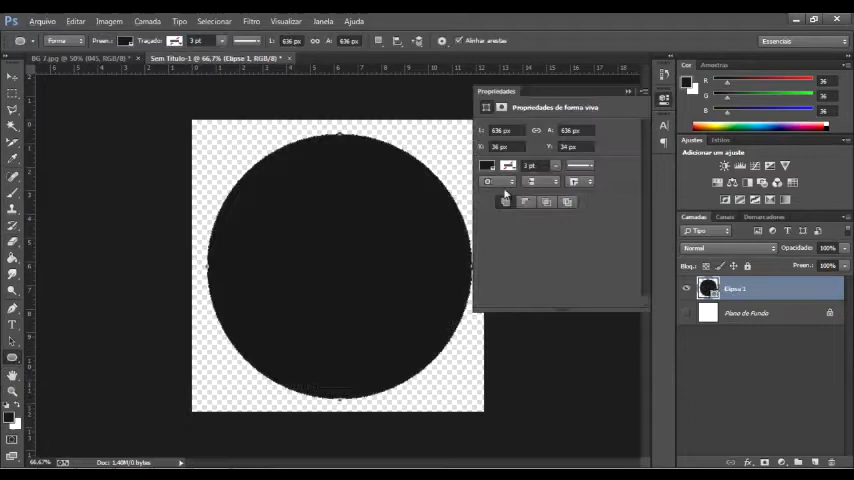 Ps Arquivo Editar Imagem Camada Tipo Selecionar Filtro Visualizar Janela Ajuda
Forma Preen.: Traçado: 3 pt L: 636 px A: 636 px Alinhar arestas Essenciais
BG 7.jpg @ 50% (045, RGB/8) * × Sem Título-1 @ 66,7% (Elipse 1, RGB/8) * ×
Propriedades
Propriedades de forma viva
L: 636 px A: 636 px
X: 36 px Y: 34 px
3 pt
Cor Amostras
R 36
G 36
B 36
Ajustes Estilos
Adicionar um ajuste
Camadas Canais Demarcadores
Tipo
Normal Opacidade: 100%
Bloq.: Preen.: 100%
Elipse 1
Plano de Fundo
66,67% Doc: 1,40M/0 bytes